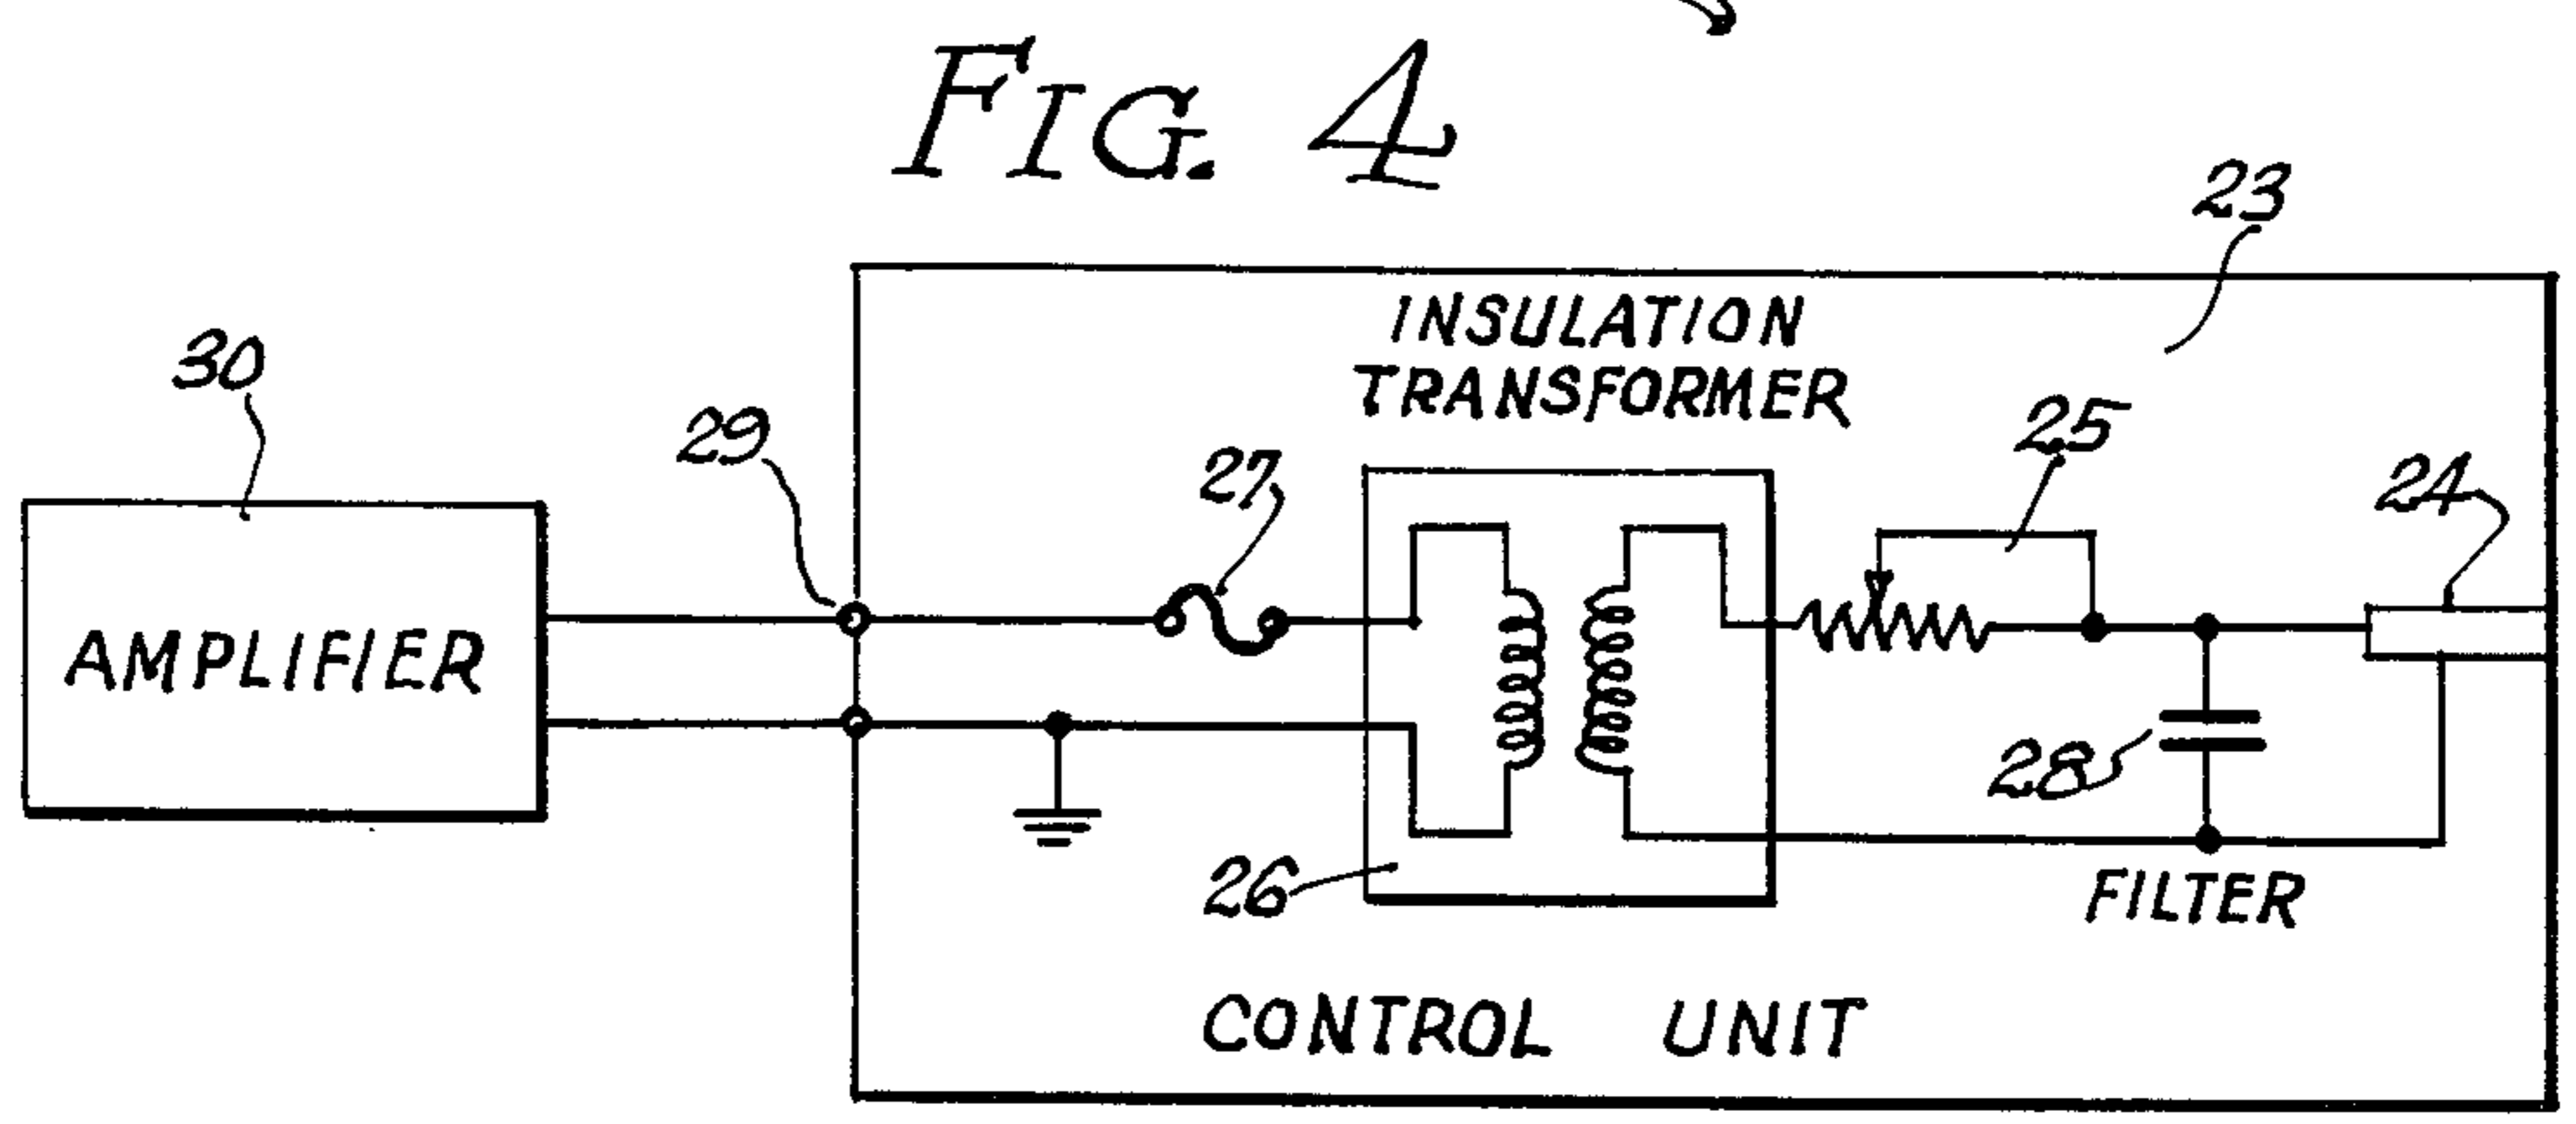 FIG. 4
23
INSULATION
TRANSFORMER
30
29
27
25
24
AMPLIFIER
28
26
FILTER
CONTROL UNIT